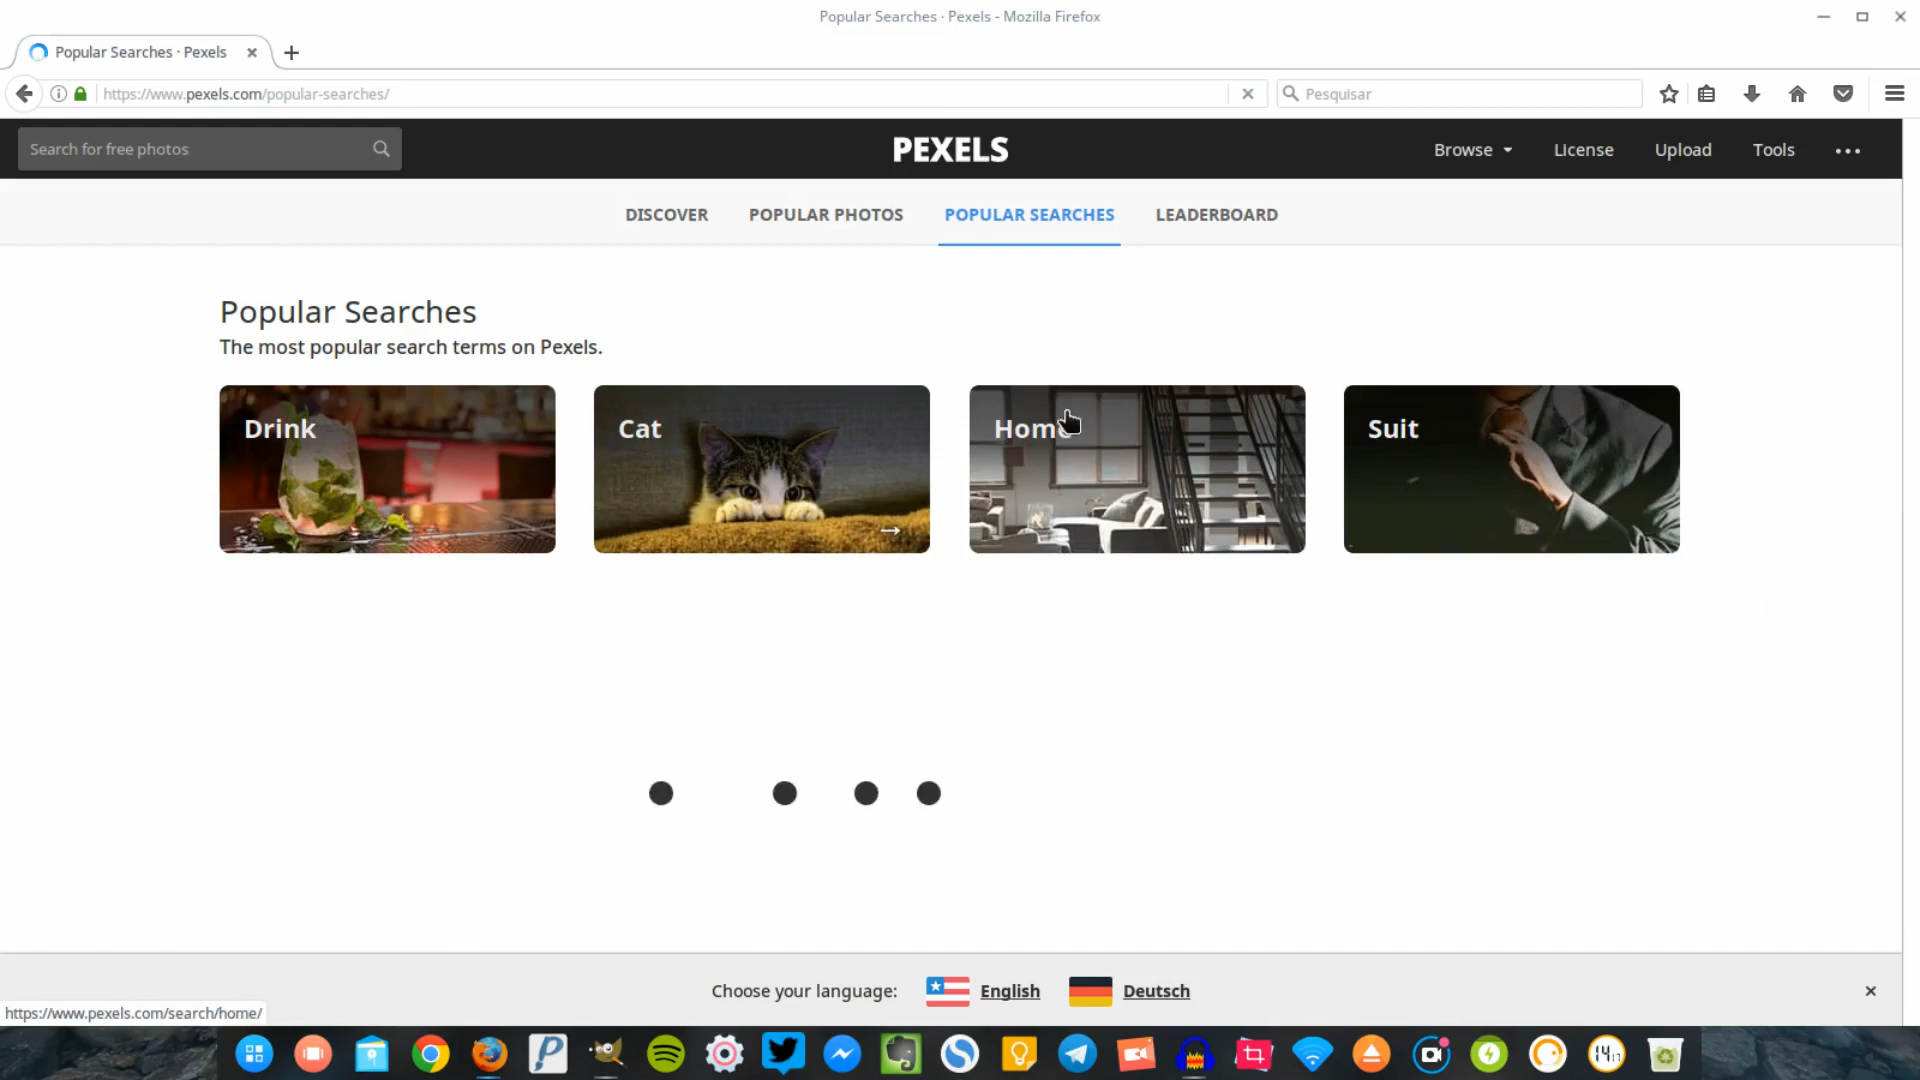 Popular Searches · Pexels - Mozilla Firefox
Popular Searches · Pexels
https://www.pexels.com/popular-searches/
Pesquisar
Search for free photos
PEXELS
Browse
License
Upload
Tools
DISCOVER
POPULAR PHOTOS
POPULAR SEARCHES
LEADERBOARD
Popular Searches
The most popular search terms on Pexels.
Drink
Cat
Home
Suit
Choose your language:
English
Deutsch
https://www.pexels.com/search/home/